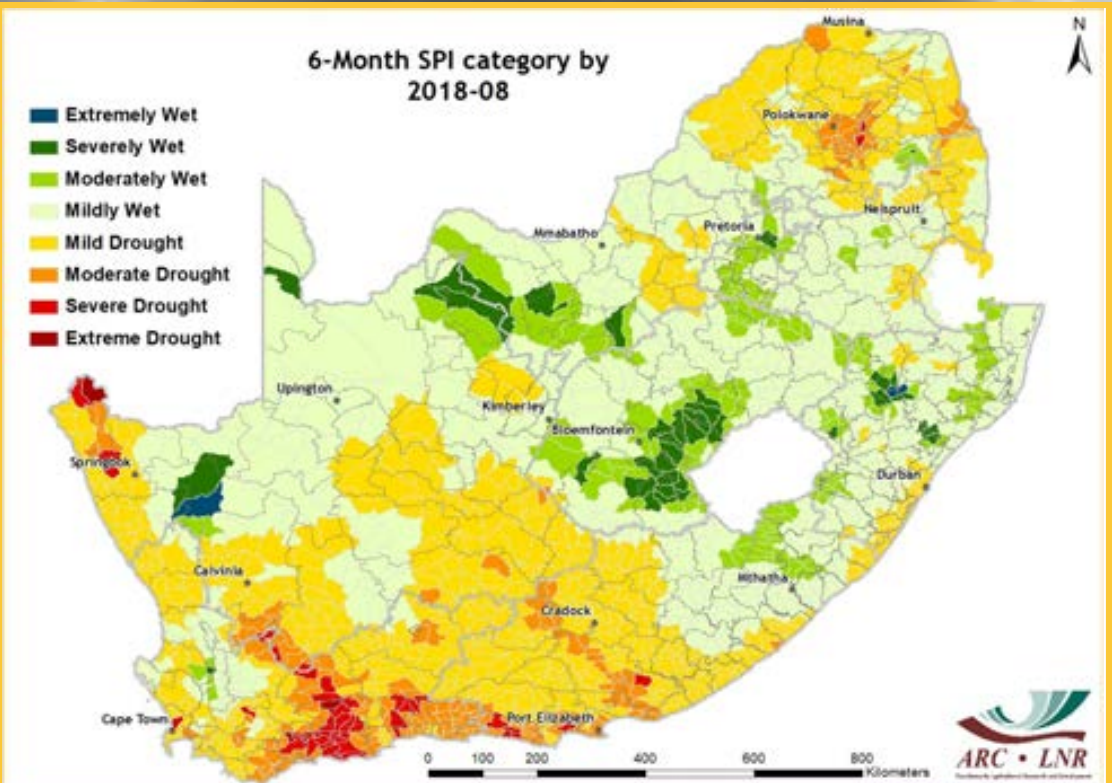 6-Month SPI category by
2018-08
N
Extremely Wet
Severely Wet
Moderately Wet
Mildly Wet
Mild Drought
Moderate Drought
Severe Drought
Extreme Drought
Musina
Polokwane
Nelspruit
Pretoria
Mmabatho
Upington
Kimberley
Bloemfontein
Springbok
Durban
Calvinia
Mthatha
Cradock
Cape Town
Port Elizabeth
0 100 200 400 600 800
Kilometers
ARC • LNR